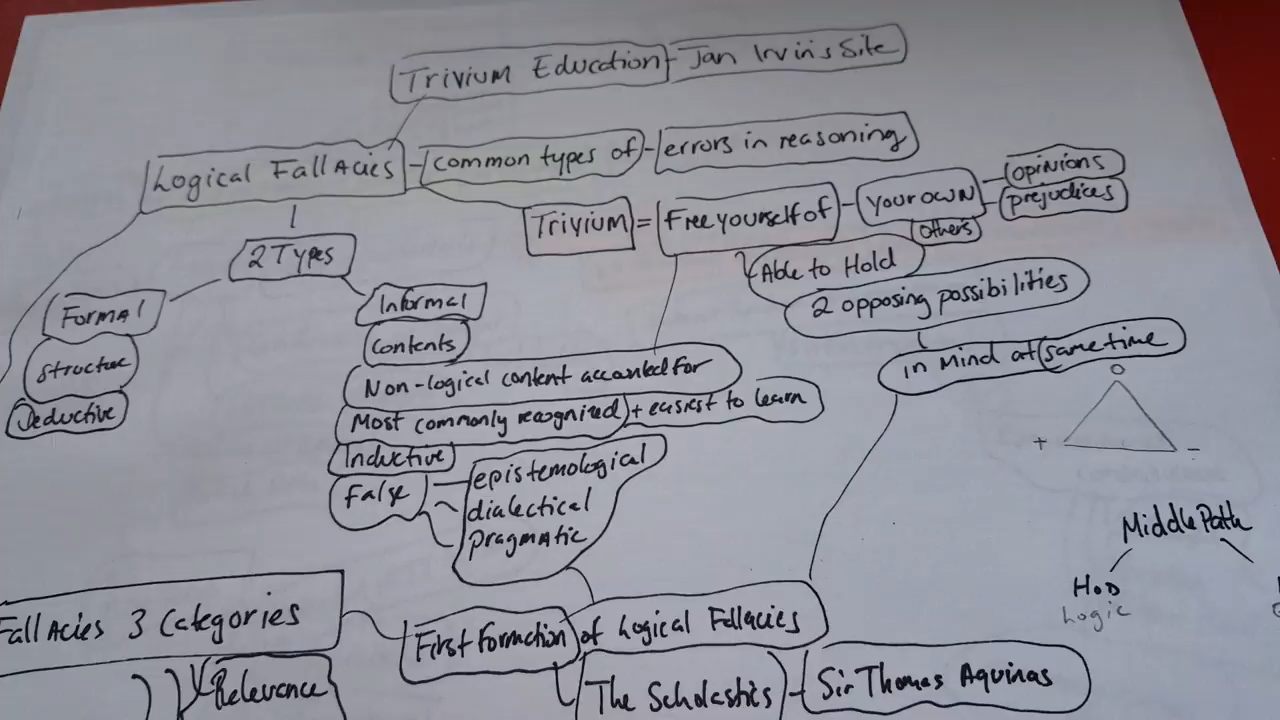 Trivium Education - Jan Irvin's Site
Logical Fallacies - common types of - errors in reasoning
Trivium = Free yourself of - your own
opinions
prejudices
others
Able to Hold
2 opposing possibilities
in Mind at same time
2 Types
Formal
structure
Deductive
Informal
contents
Non-logical content accounted for
Most commonly recognized + easiest to learn
Inductive
False
epistemological
dialectical
pragmatic
O
+ -
Middle Path
HOD
Logic
Fallacies 3 Categories
Relevance
First Formation of Logical Fallacies
The Scholastics - Sir Thomas Aquinas